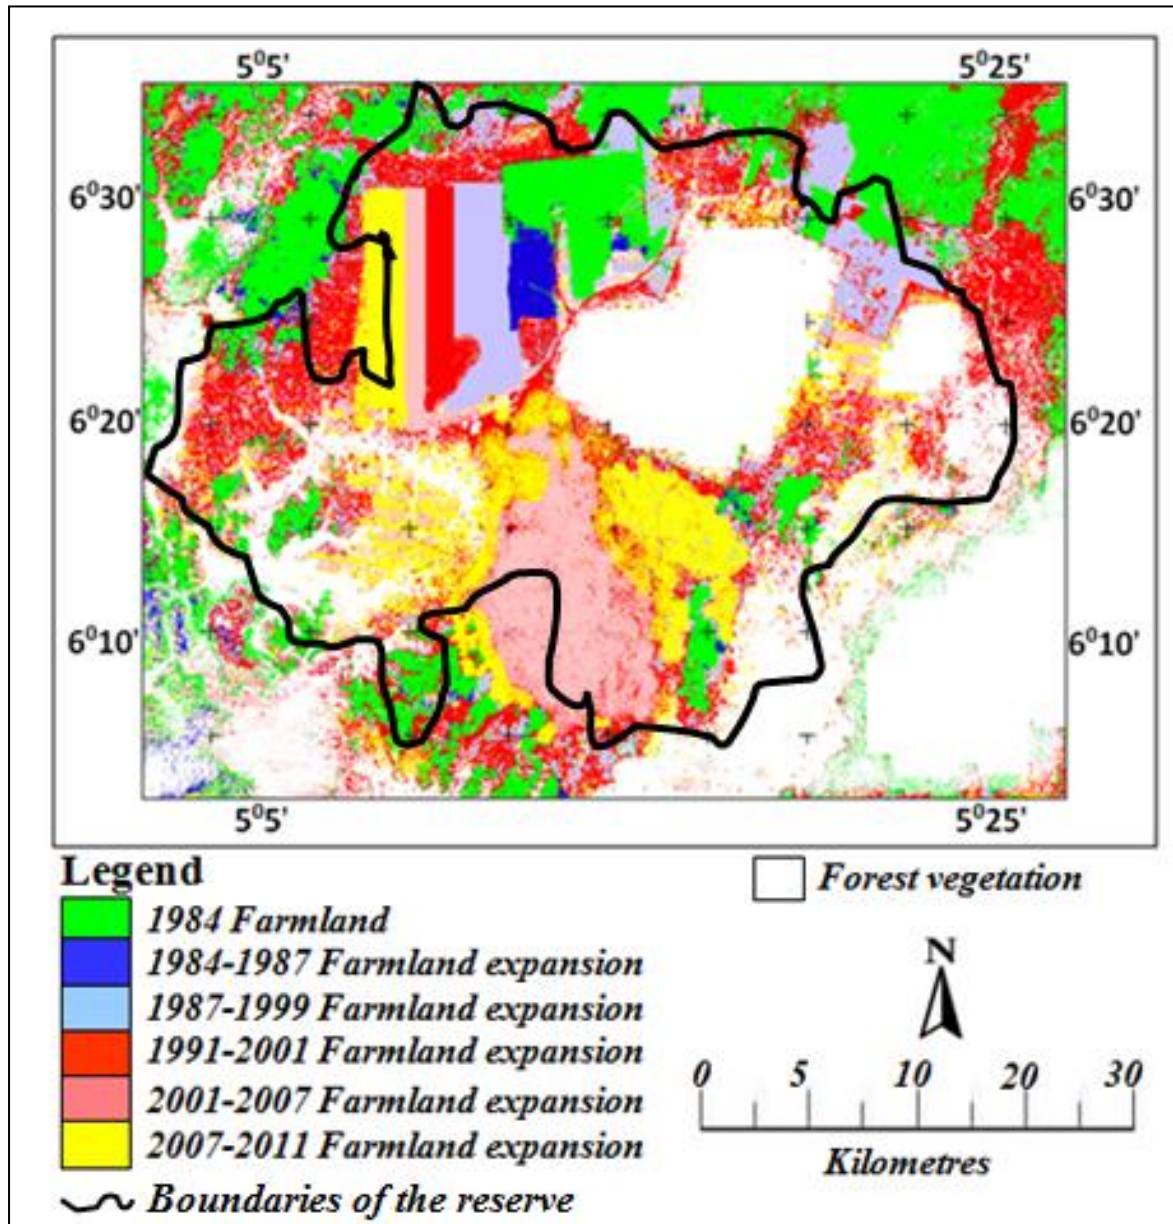 5⁰5' 5⁰25'
6⁰30' 6⁰30'
6⁰20' 6⁰20'
6⁰10' 6⁰10'
5⁰5' 5⁰25'
Legend
1984 Farmland
1984-1987 Farmland expansion
1987-1999 Farmland expansion
1991-2001 Farmland expansion
2001-2007 Farmland expansion
2007-2011 Farmland expansion
Boundaries of the reserve
Forest vegetation
N
0 5 10 20 30
Kilometres